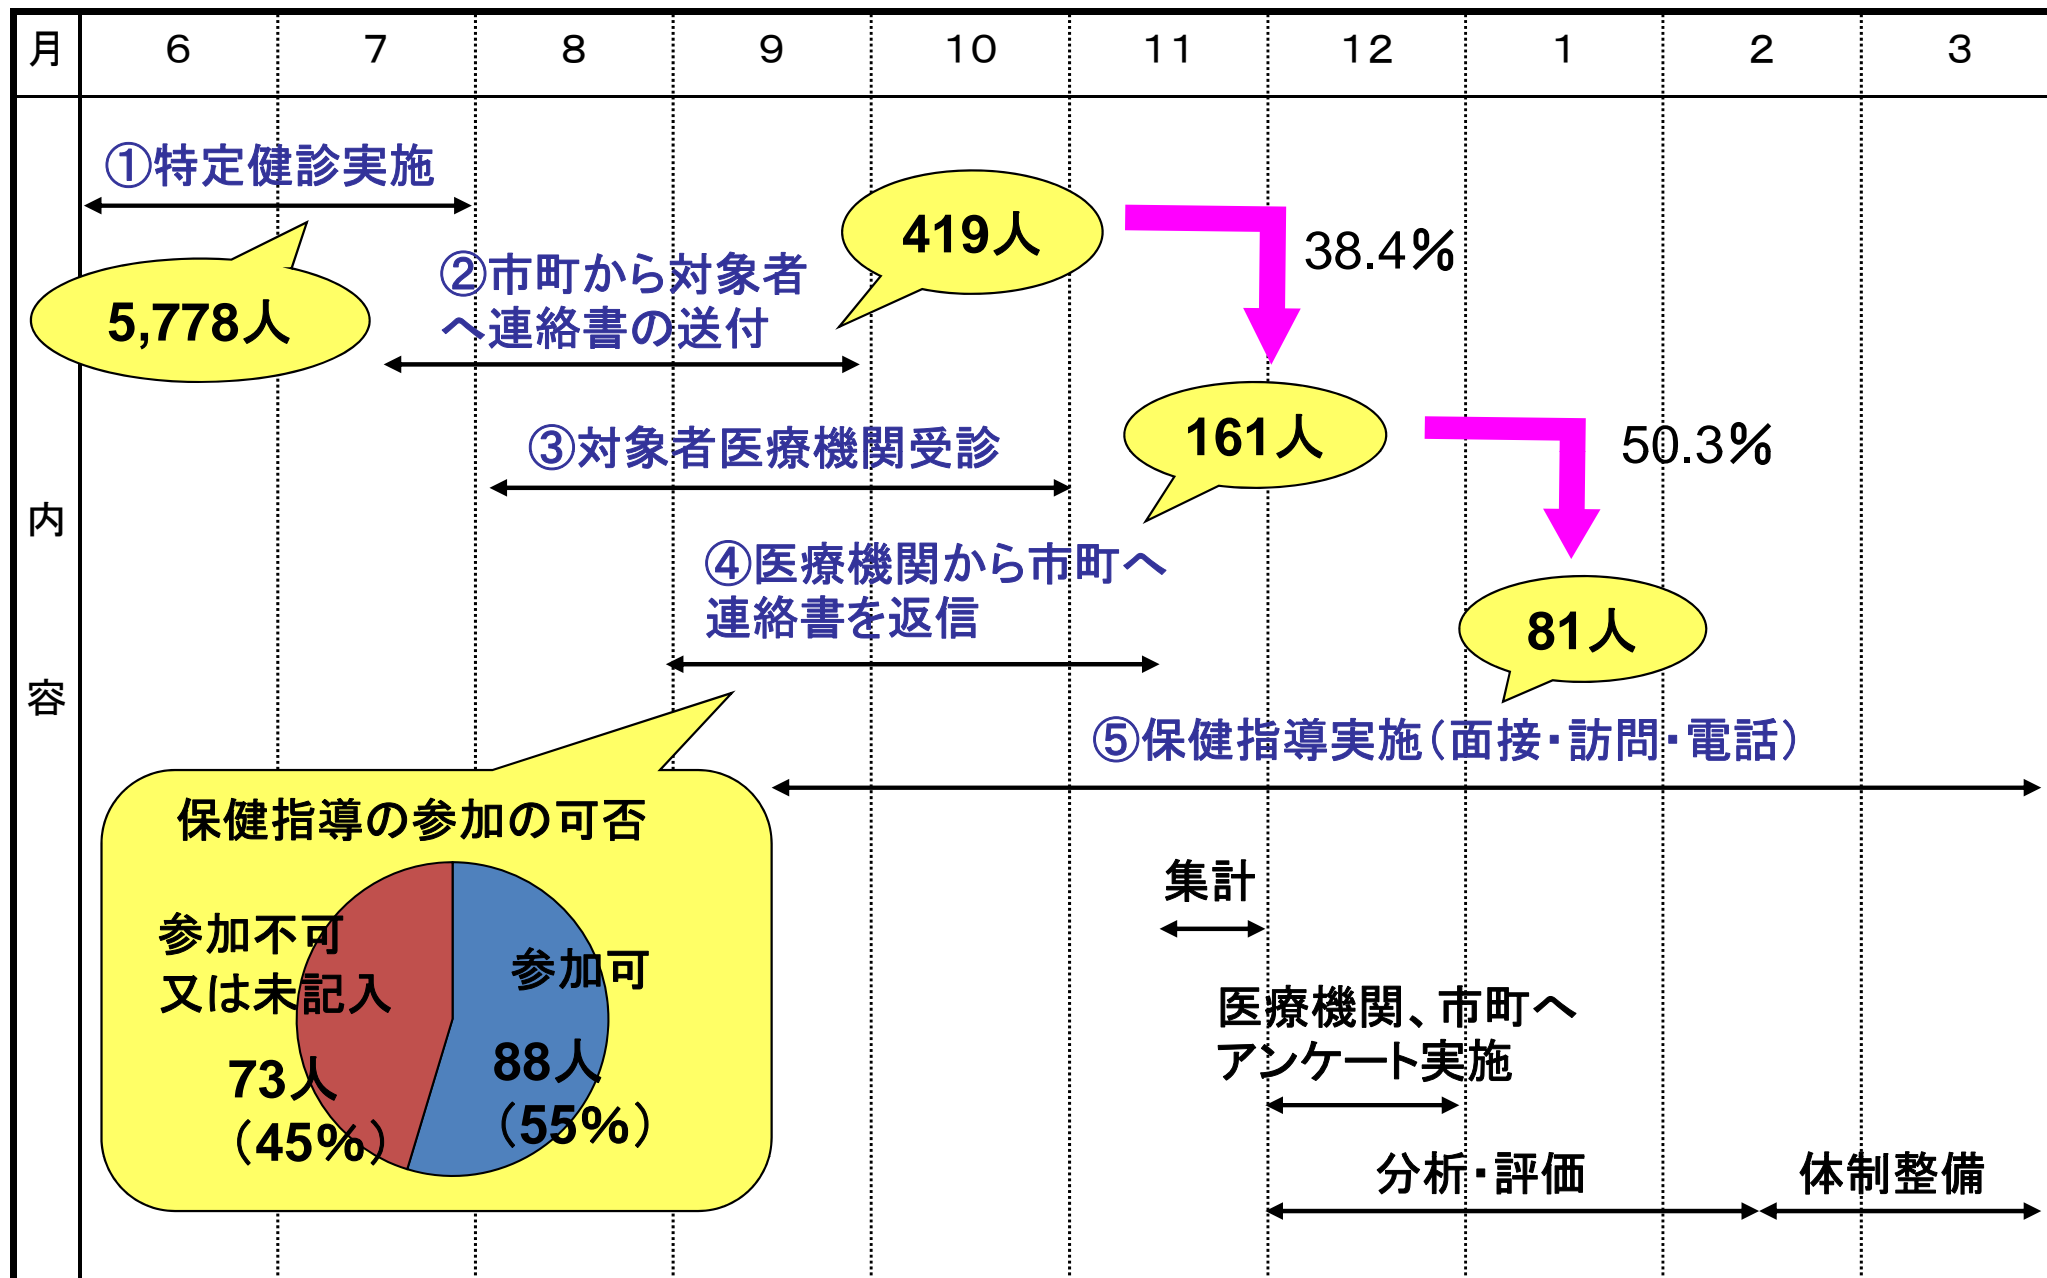 月
6
7
8
9
10
11
12
1
2
3
内
容
①特定健診実施
5,778人
②市町から対象者
へ連絡書の送付
419人
38.4%
③対象者医療機関受診
161人
50.3%
④医療機関から市町へ
連絡書を返信
81人
⑤保健指導実施（面接・訪問・電話）
保健指導の参加の可否
参加不可
又は未記入
73人
（45%）
参加可
88人
（55%）
集計
医療機関、市町へ
アンケート実施
分析・評価
体制整備